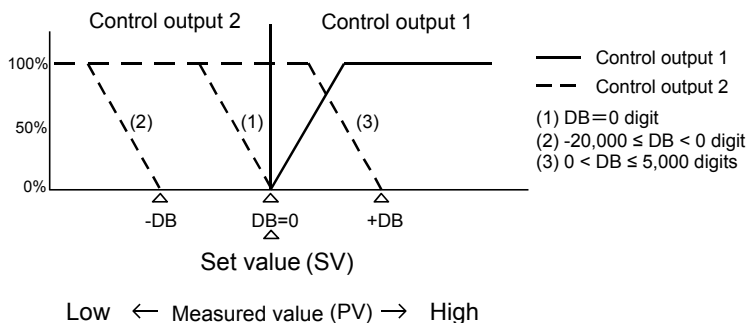 Control output 2
Control output 1
100%
50%
0%
(2)
(1)
(3)
Control output 1
Control output 2
(1) DB=0 digit
(2) -20,000 ≤ DB < 0 digit
(3) 0 < DB ≤ 5,000 digits
-DB
DB=0
+DB
Set value (SV)
Low ← Measured value (PV) → High